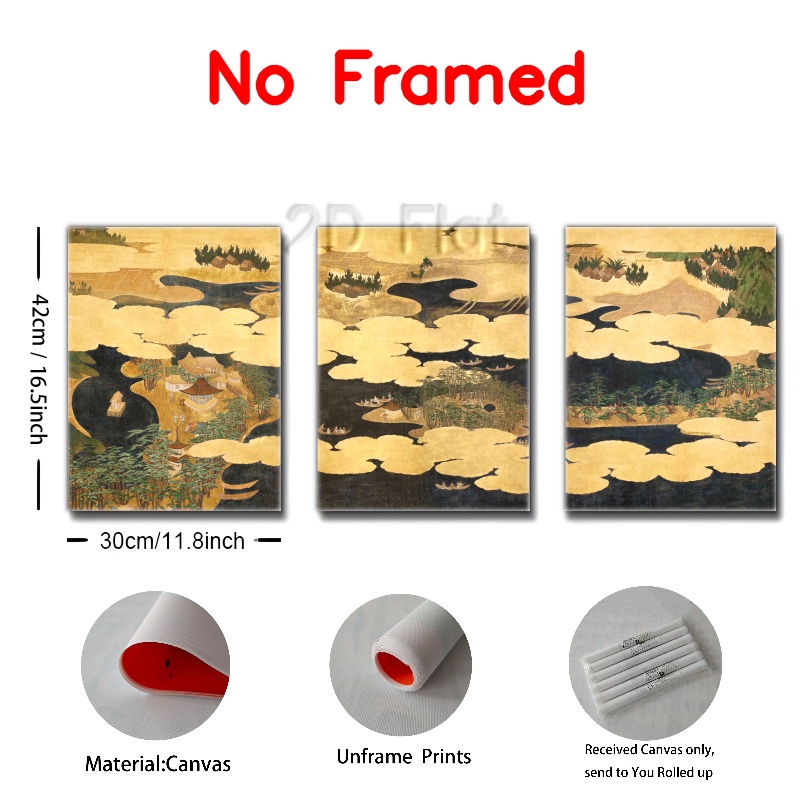 No Framed
2D Flat
42cm / 16.5inch
30cm/11.8inch
Material:Canvas
Unframe Prints
Received Canvas only,
send to You Rolled up